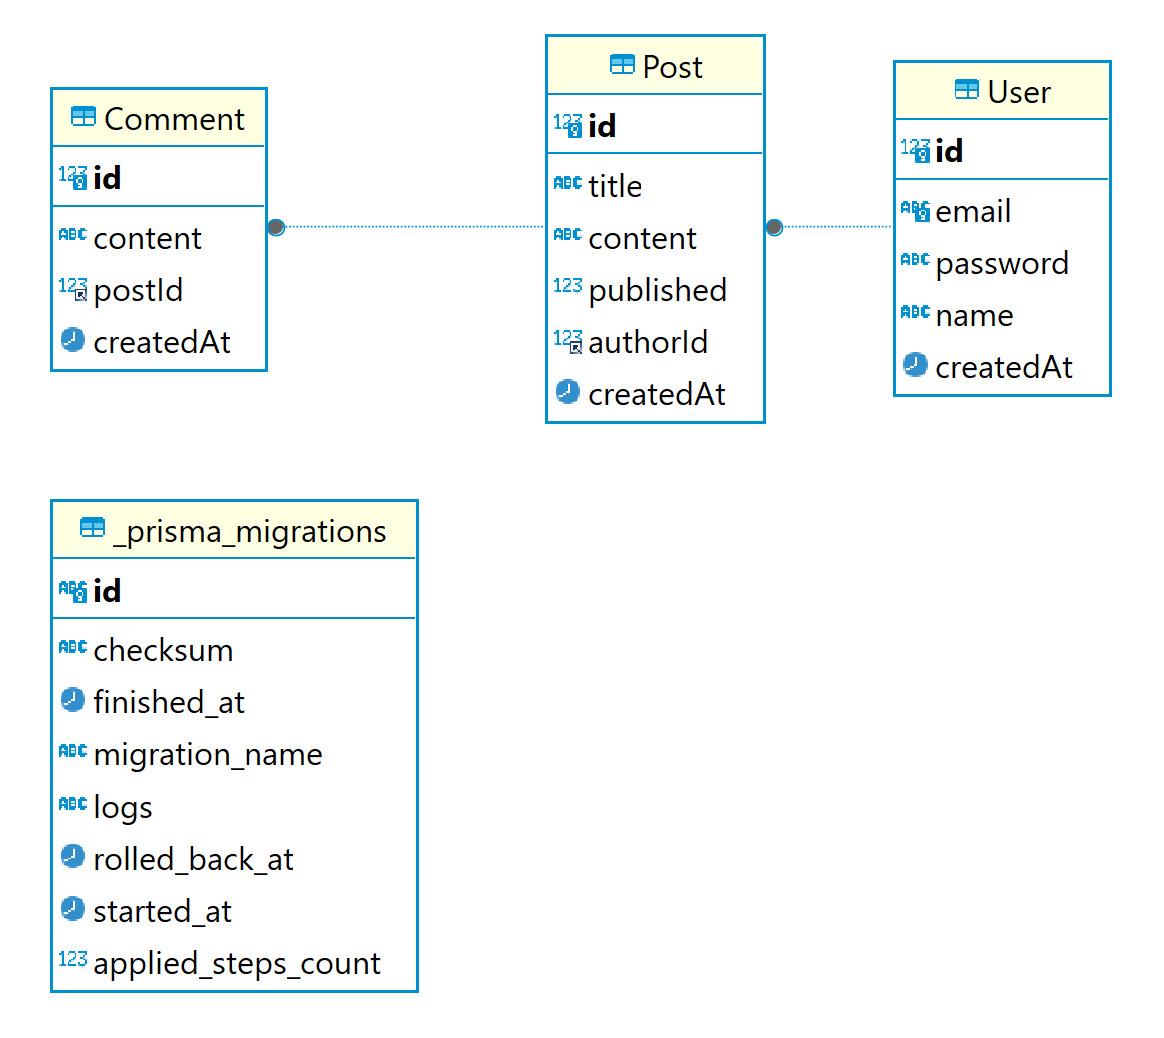 Comment
123 id
ABC content
123 postId
createdAt
Post
123 id
ABC title
ABC content
123 published
123 authorId
createdAt
User
123 id
ABC email
ABC password
ABC name
createdAt
_prisma_migrations
ABC id
ABC checksum
finished_at
ABC migration_name
ABC logs
rolled_back_at
started_at
123 applied_steps_count